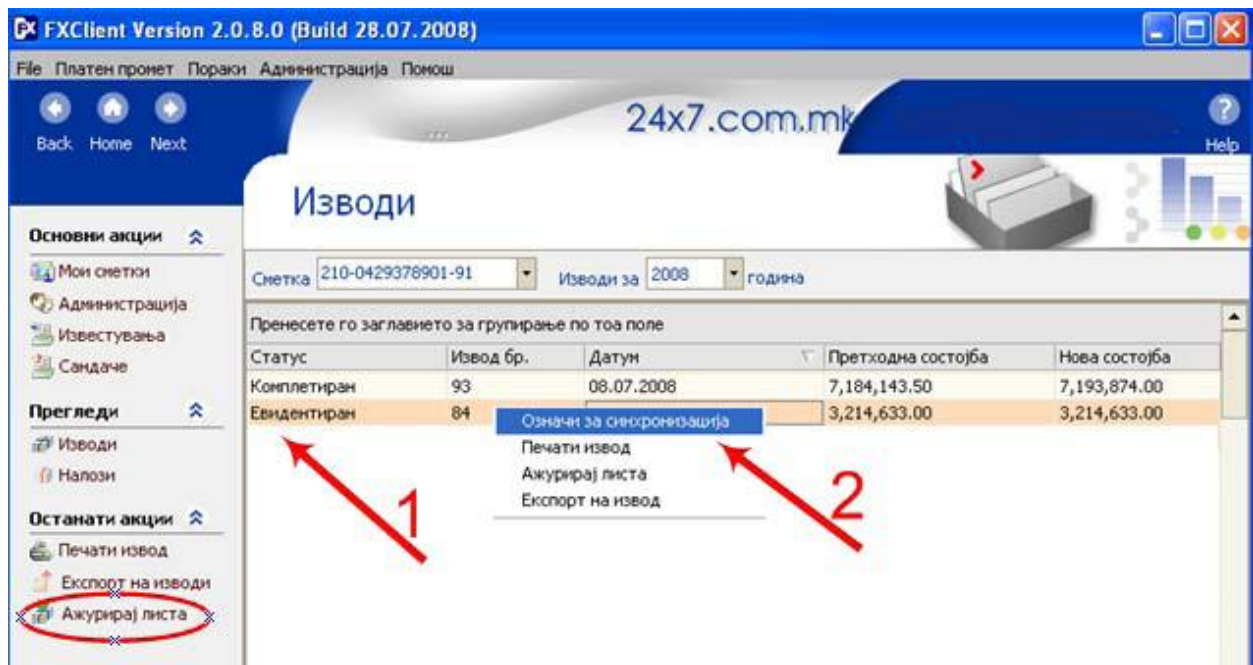 FXClient Version 2.0.8.0 (Build 28.07.2008)
File Платен промет Пораки Администрација Помош
24x7.com.mk
Back Home Next
Help
Изводи
Основни акции
Мои сметки
Администрација
Известувања
Сандаче
Прегледи
Изводи
Налози
Останати акции
Печати извод
Експорт на изводи
Ажурирај листа
Сметка 210-0429378901-91 Изводи за 2008 година
Пренесете го заглавието за групирање по тоа поле
Статус Извод бр. Датум Претходна состојба Нова состојба
Комплетиран 93 08.07.2008 7,184,143.50 7,193,874.00
Евидентиран 84 3,214,633.00 3,214,633.00
Означи за синхронизација
Печати извод
Ажурирај листа
Експорт на извод
1
2